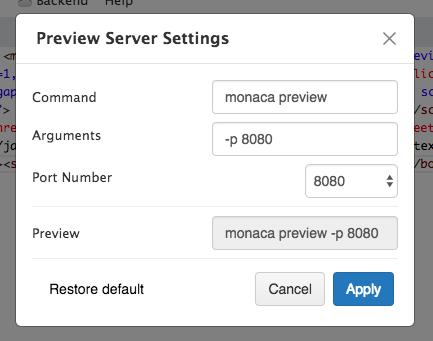 Backend Help
Preview Server Settings
Command
monaca preview
Arguments
-p 8080
Port Number
8080
Preview
monaca preview -p 8080
Restore default
Cancel
Apply